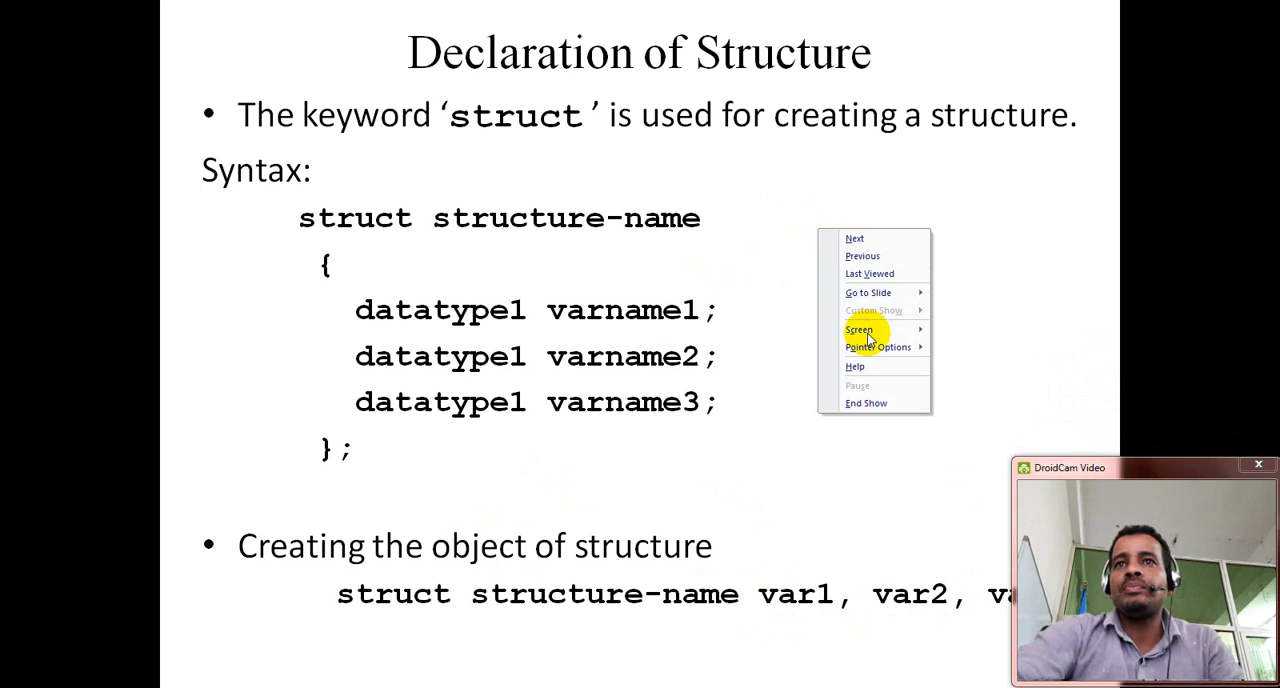 Declaration of Structure
• The keyword ‘struct’ is used for creating a structure.
Syntax:
struct structure-name
{
datatype1 varname1;
datatype1 varname2;
datatype1 varname3;
};
• Creating the object of structure
struct structure-name var1, var2,
Next
Previous
Last Viewed
Go to Slide
Custom Show
Screen
Pointer Options
Help
Pause
End Show
DroidCam Video